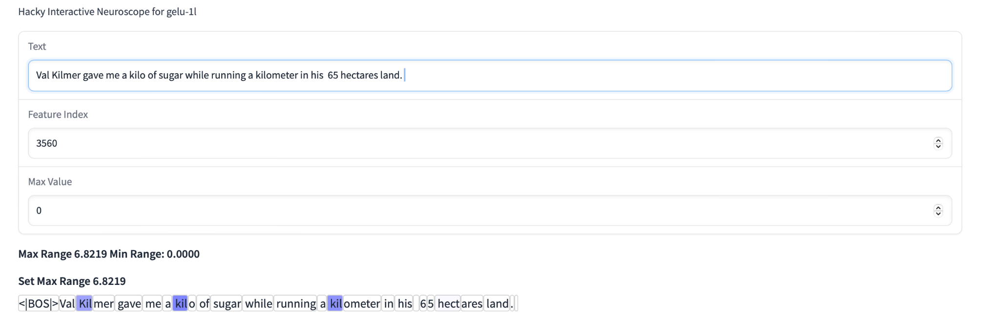 Hacky Interactive Neuroscope for gelu-1l
Text
Val Kilmer gave me a kilo of sugar while running a kilometer in his  65 hectares land.
Feature Index
3560
Max Value
0
Max Range 6.8219 Min Range: 0.0000
Set Max Range 6.8219
<|BOS|>Val Kilmer gave me a kilo of sugar while running a kilometer in his  65 hectares land.